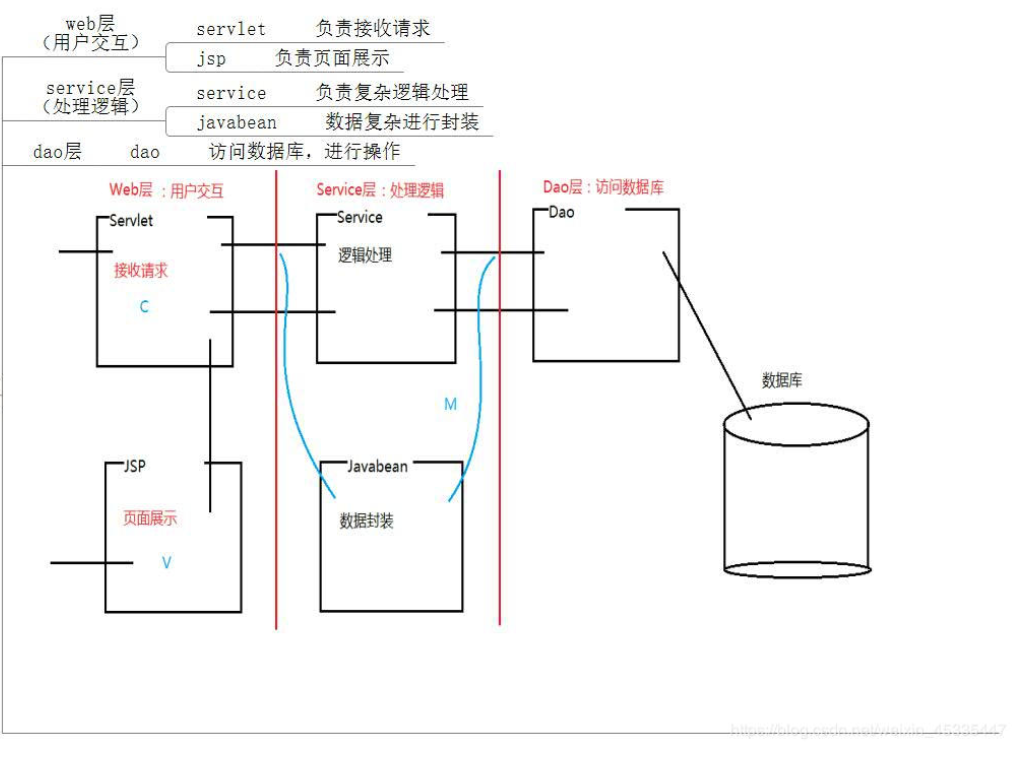 web层
（用户交互）
servlet 负责接收请求
jsp 负责页面展示
service层
（处理逻辑）
service 负责复杂逻辑处理
javabean 数据复杂进行封装
dao层 dao 访问数据库，进行操作
Web层：用户交互
Service层：处理逻辑
Dao层：访问数据库
Servlet
接收请求
C
Service
逻辑处理
Dao
数据库
M
JSP
页面展示
V
Javabean
数据封装